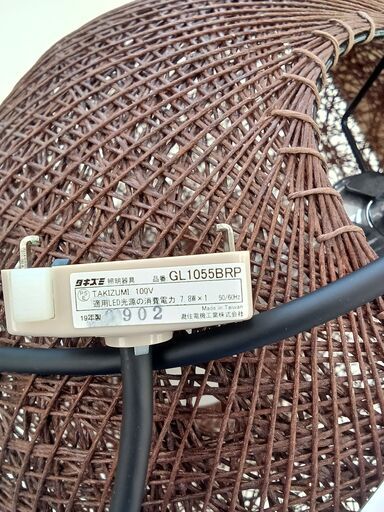 タキズミ 照明器具 品番 GL1055BRP
PSE TAKIZUMI 100V
適用LED光源の消費電力 7.8W×1 50/60Hz
Made in Taiwan
19年製 902 瀧住電機工業株式会社